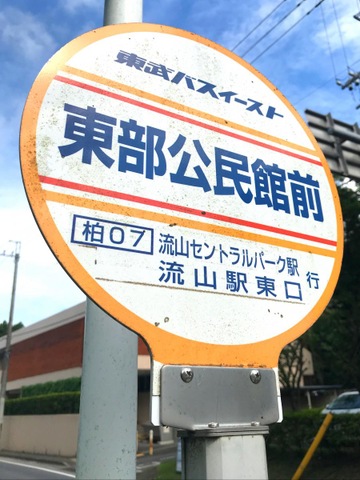 東武バスイースト
東部公民館前
柏07 流山セントラルパーク駅
流山駅東口 行